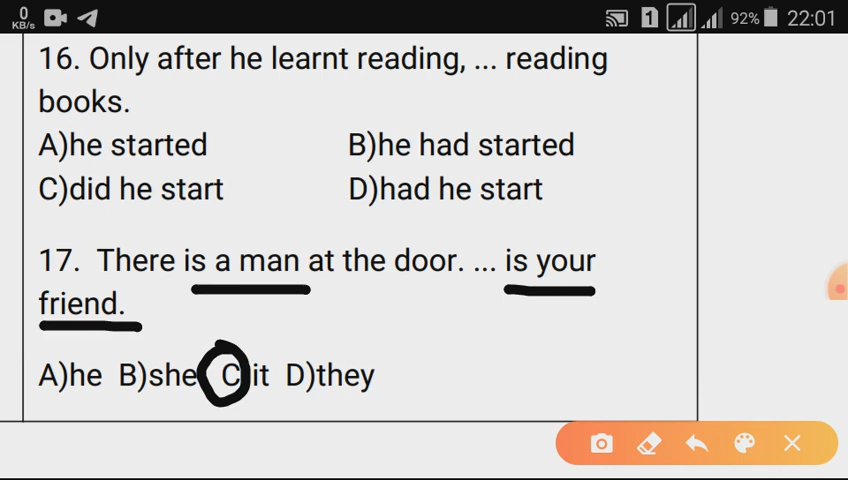 0
KB/s
1
92%
22:01
16. Only after he learnt reading, ... reading
books.
A)he started B)he had started
C)did he start D)had he start
17. There is a man at the door. ... is your
friend.
A)he B)she C it D)they